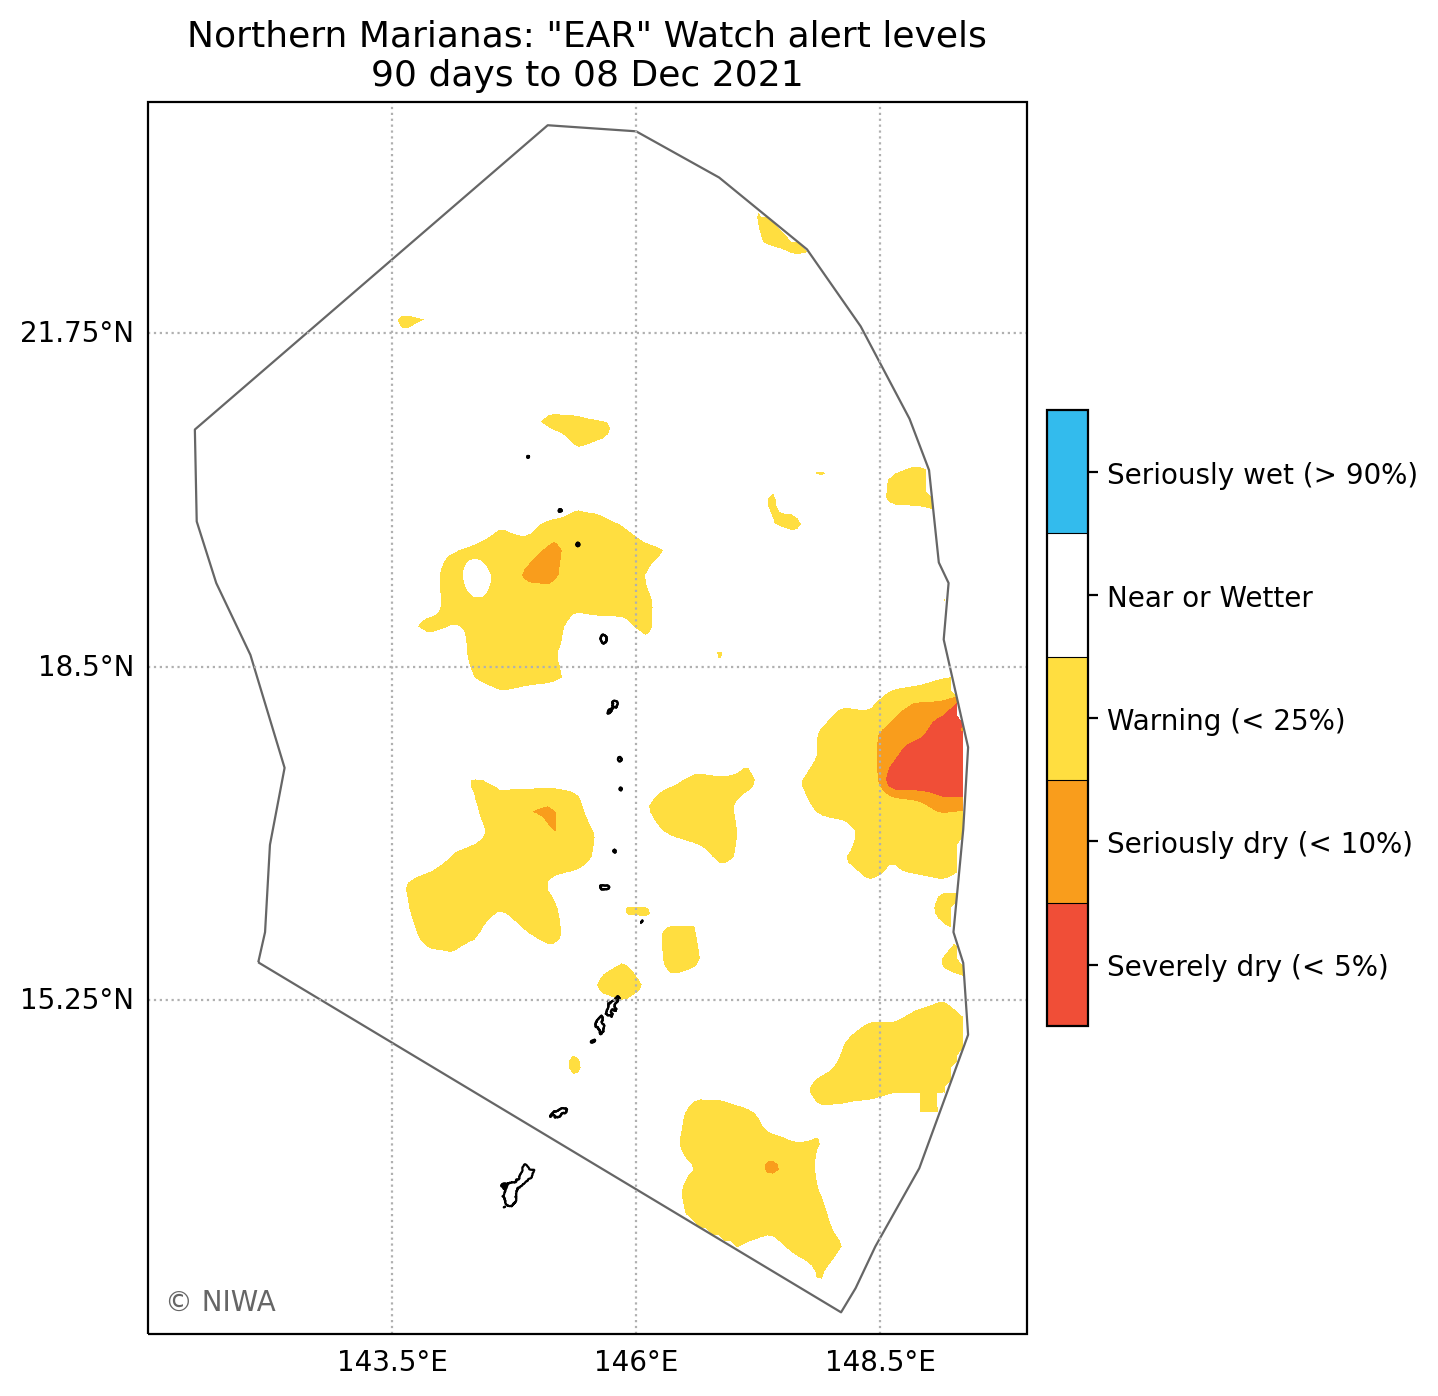 Northern Marianas: "EAR" Watch alert levels
90 days to 08 Dec 2021
21.75°N
18.5°N
15.25°N
143.5°E
146°E
148.5°E
Seriously wet (> 90%)
Near or Wetter
Warning (< 25%)
Seriously dry (< 10%)
Severely dry (< 5%)
© NIWA